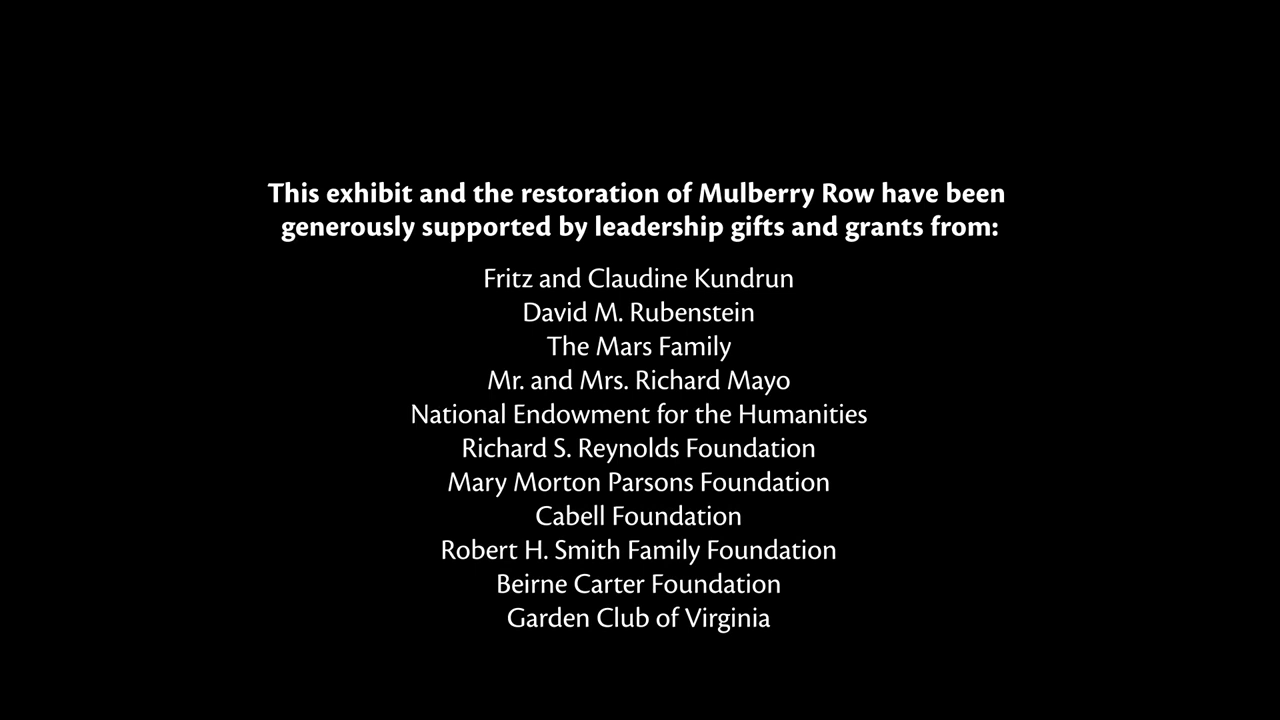 This exhibit and the restoration of Mulberry Row have been
generously supported by leadership gifts and grants from:
Fritz and Claudine Kundrun
David M. Rubenstein
The Mars Family
Mr. and Mrs. Richard Mayo
National Endowment for the Humanities
Richard S. Reynolds Foundation
Mary Morton Parsons Foundation
Cabell Foundation
Robert H. Smith Family Foundation
Beirne Carter Foundation
Garden Club of Virginia